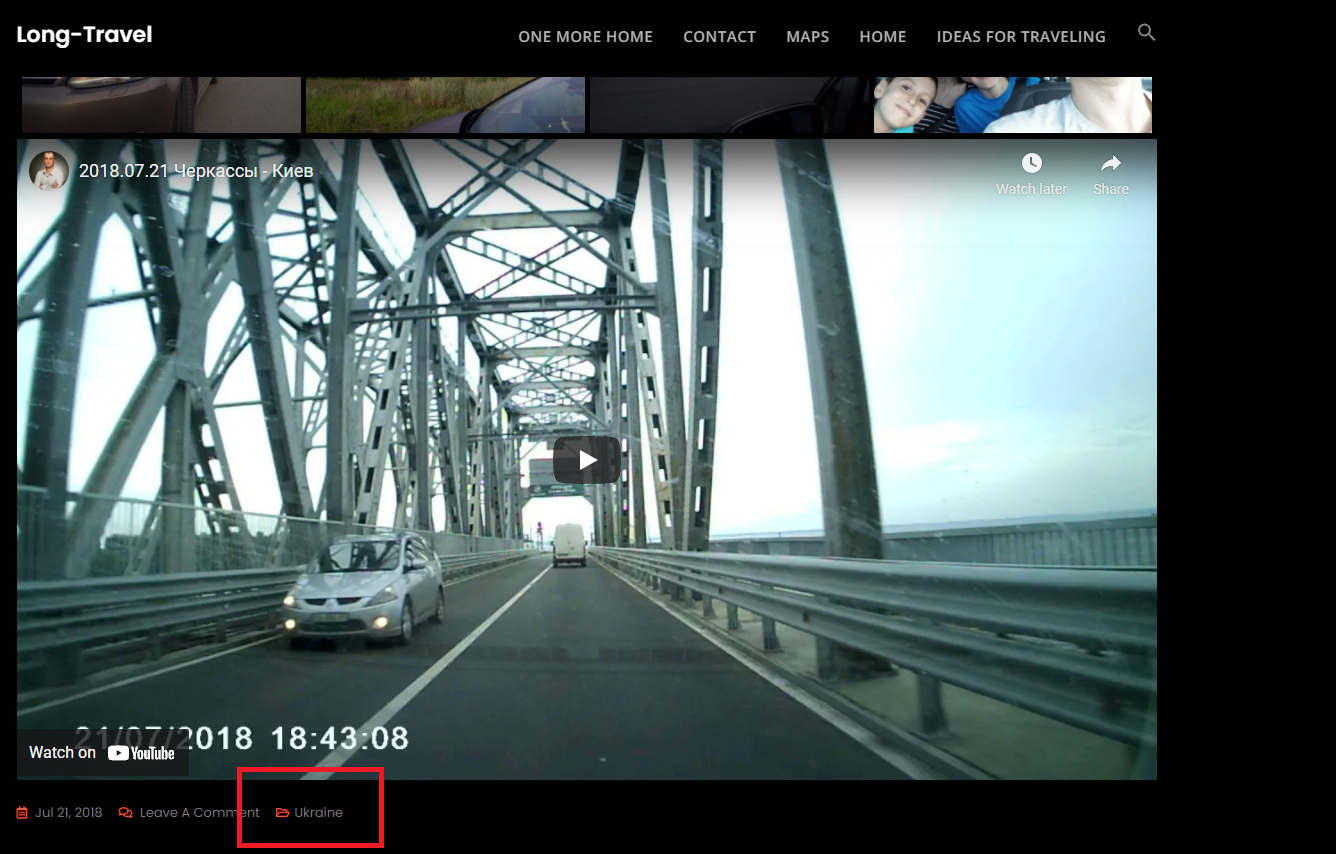 Long-Travel
ONE MORE HOME CONTACT MAPS HOME IDEAS FOR TRAVELING
2018.07.21 Черкассы - Киев
Watch later Share
21/07/2018 18:43:08
Watch on YouTube
Jul 21, 2018 Leave A Comment Ukraine